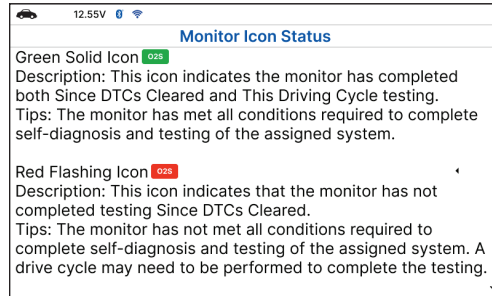 12.55V
Monitor Icon Status
Green Solid Icon O2S
Description: This icon indicates the monitor has completed
both Since DTCs Cleared and This Driving Cycle testing.
Tips: The monitor has met all conditions required to complete
self-diagnosis and testing of the assigned system.
Red Flashing Icon O2S
Description: This icon indicates that the monitor has not
completed testing Since DTCs Cleared.
Tips: The monitor has not met all conditions required to
complete self-diagnosis and testing of the assigned system. A
drive cycle may need to be performed to complete the testing.